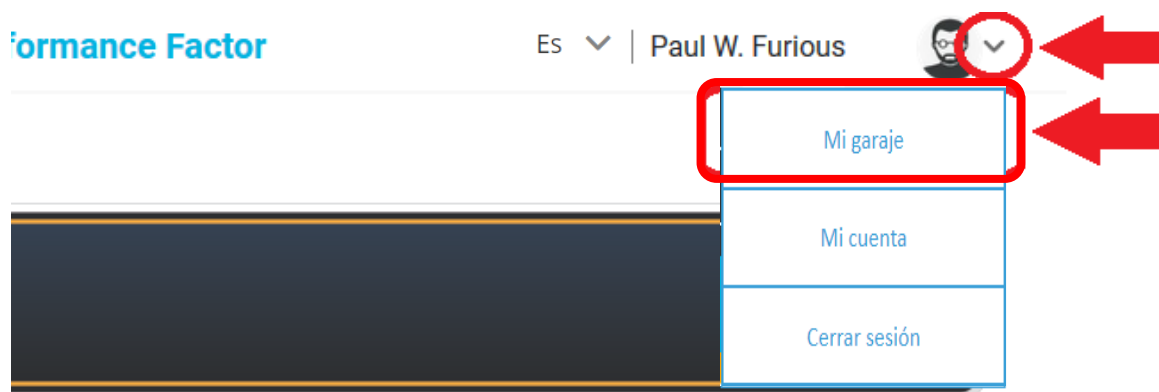 formance Factor
Es | Paul W. Furious
Mi garaje
Mi cuenta
Cerrar sesión